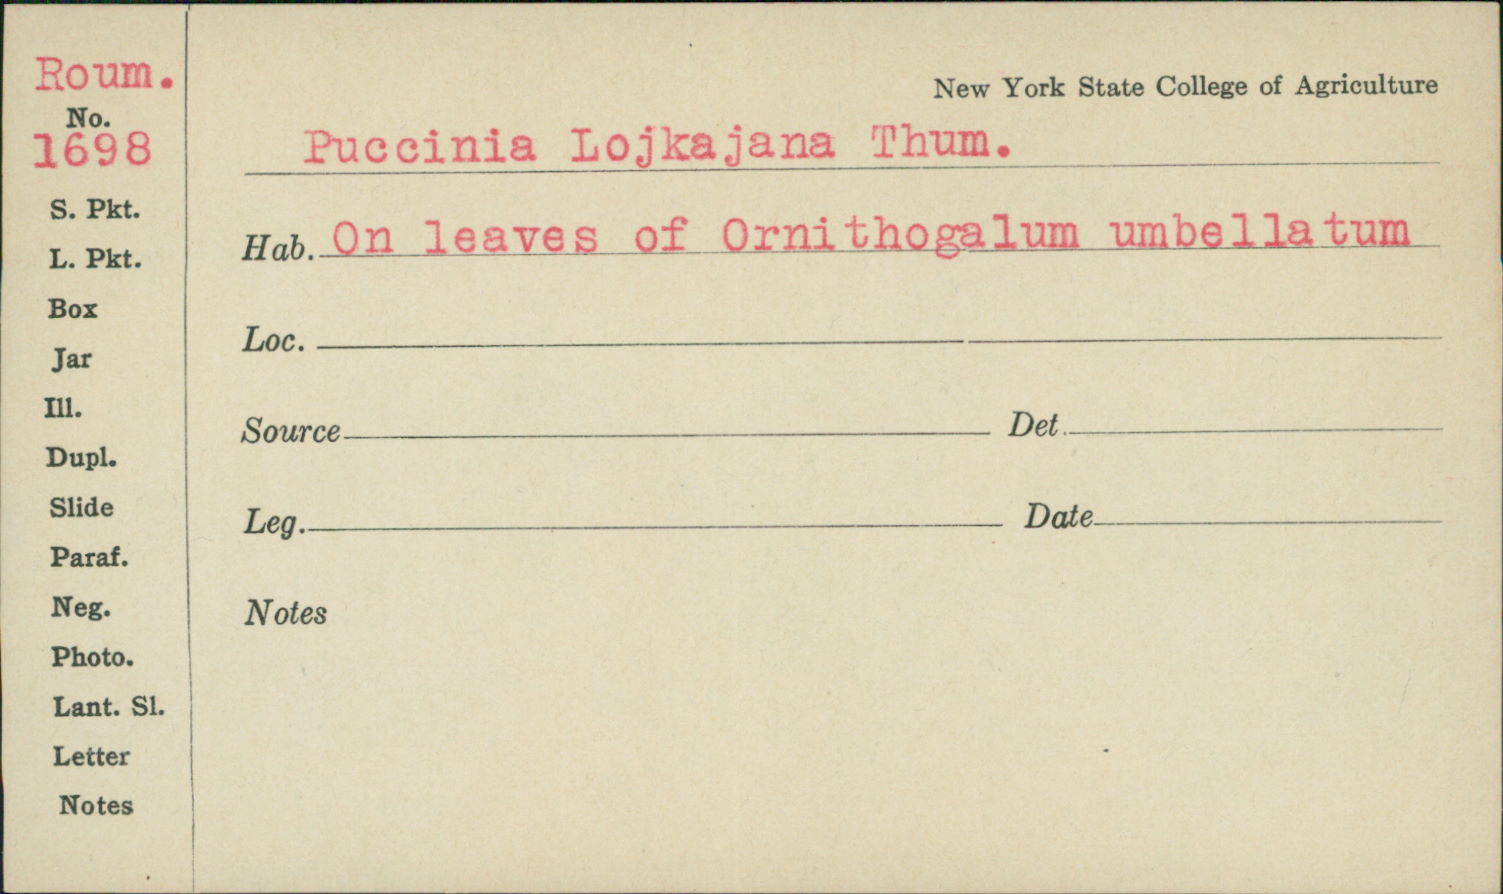 Roum.
No.
1698
S. Pkt.
L. Pkt.
Box
Jar
Ill.
Dupl.
Slide
Paraf.
Neg.
Photo.
Lant. Sl.
Letter
Notes
New York State College of Agriculture
Puccinia Lojkajana Thum.
Hab. On leaves of Ornithogalum umbellatum
Loc.
Source Det.
Leg. Date
Notes